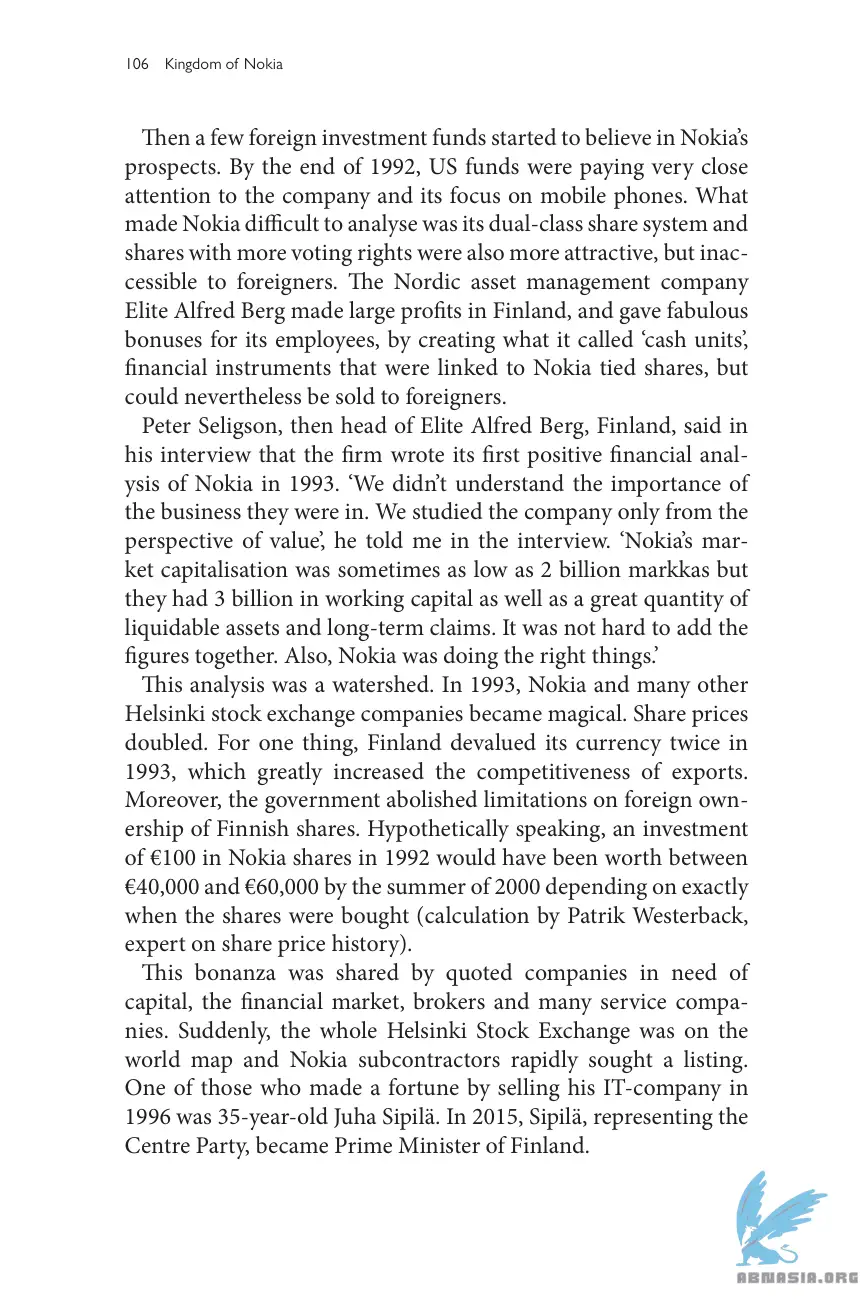 106 Kingdom of Nokia
Then a few foreign investment funds started to believe in Nokia’s
prospects. By the end of 1992, US funds were paying very close
attention to the company and its focus on mobile phones. What
made Nokia difficult to analyse was its dual-class share system and
shares with more voting rights were also more attractive, but inac-
cessible to foreigners. The Nordic asset management company
Elite Alfred Berg made large profits in Finland, and gave fabulous
bonuses for its employees, by creating what it called ‘cash units’,
financial instruments that were linked to Nokia tied shares, but
could nevertheless be sold to foreigners.
Peter Seligson, then head of Elite Alfred Berg, Finland, said in
his interview that the firm wrote its first positive financial anal-
ysis of Nokia in 1993. ‘We didn’t understand the importance of
the business they were in. We studied the company only from the
perspective of value’, he told me in the interview. ‘Nokia’s mar-
ket capitalisation was sometimes as low as 2 billion markkas but
they had 3 billion in working capital as well as a great quantity of
liquidable assets and long-term claims. It was not hard to add the
figures together. Also, Nokia was doing the right things.’
This analysis was a watershed. In 1993, Nokia and many other
Helsinki stock exchange companies became magical. Share prices
doubled. For one thing, Finland devalued its currency twice in
1993, which greatly increased the competitiveness of exports.
Moreover, the government abolished limitations on foreign own-
ership of Finnish shares. Hypothetically speaking, an investment
of €100 in Nokia shares in 1992 would have been worth between
€40,000 and €60,000 by the summer of 2000 depending on exactly
when the shares were bought (calculation by Patrik Westerback,
expert on share price history).
This bonanza was shared by quoted companies in need of
capital, the financial market, brokers and many service compa-
nies. Suddenly, the whole Helsinki Stock Exchange was on the
world map and Nokia subcontractors rapidly sought a listing.
One of those who made a fortune by selling his IT-company in
1996 was 35-year-old Juha Sipilä. In 2015, Sipilä, representing the
Centre Party, became Prime Minister of Finland.
ABNASIA.ORG